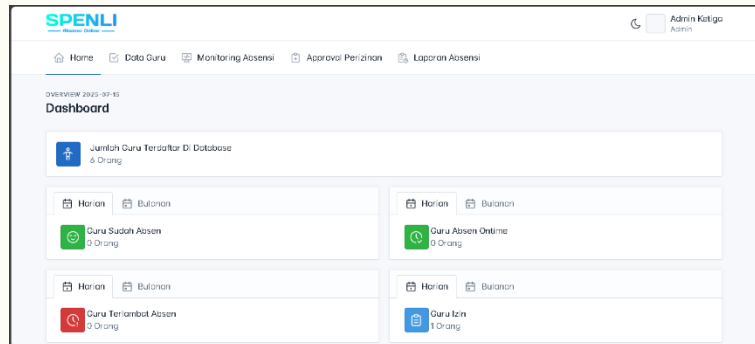 SPENLI
Absensi Online
Admin Ketiga
Admin
Home
Data Guru
Monitoring Absensi
Approval Perizinan
Laporan Absensi
OVERVIEW 2025-07-15
Dashboard
Jumlah Guru Terdaftar Di Database
6 Orang
Harian
Bulanan
Harian
Bulanan
Guru Sudah Absen
0 Orang
Guru Absen Ontime
0 Orang
Harian
Bulanan
Harian
Bulanan
Guru Terlambat Absen
0 Orang
Guru Izin
1 Orang